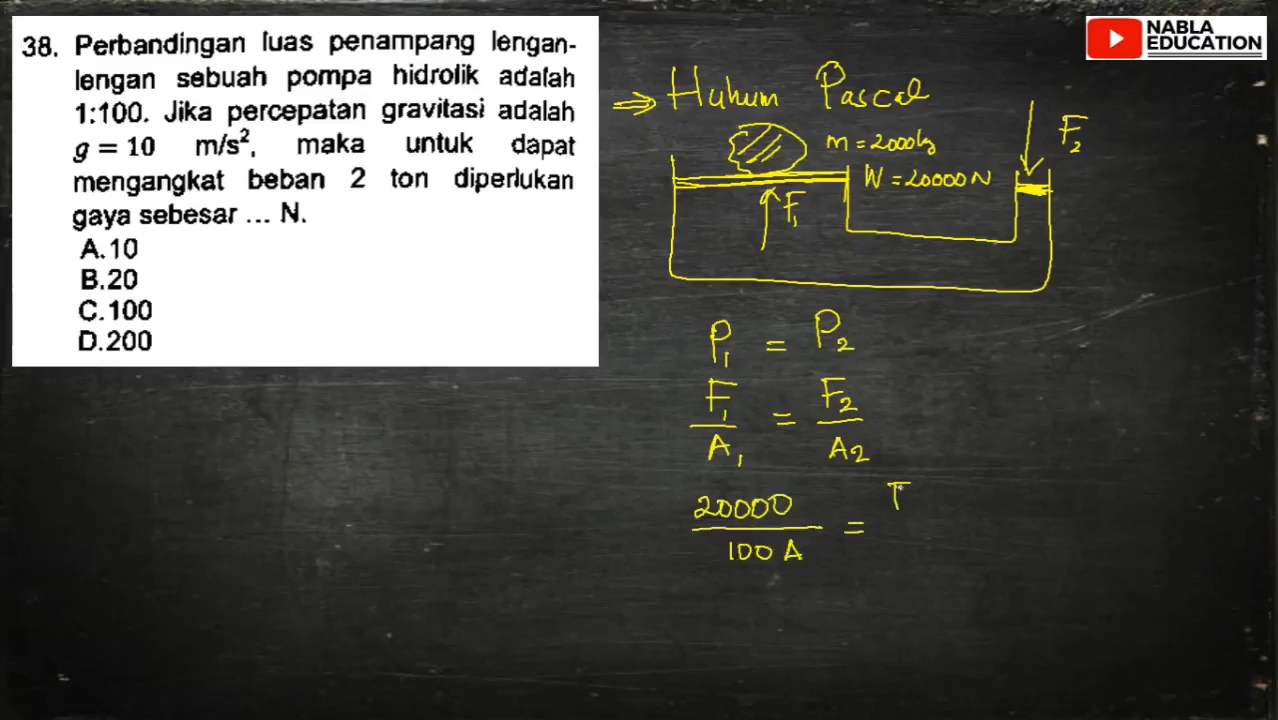 38. Perbandingan luas penampang lengan-
lengan sebuah pompa hidrolik adalah
1:100. Jika percepatan gravitasi adalah
g = 10 m/s², maka untuk dapat
mengangkat beban 2 ton diperlukan
gaya sebesar ... N.
A. 10
B. 20
C. 100
D. 200
NABLA
EDUCATION
⇒ Hukum Pascal
m = 2000 kg
W = 20000 N
F₁
F₂
P₁ = P₂
F₁/A₁ = F₂/A₂
20000/100 A =